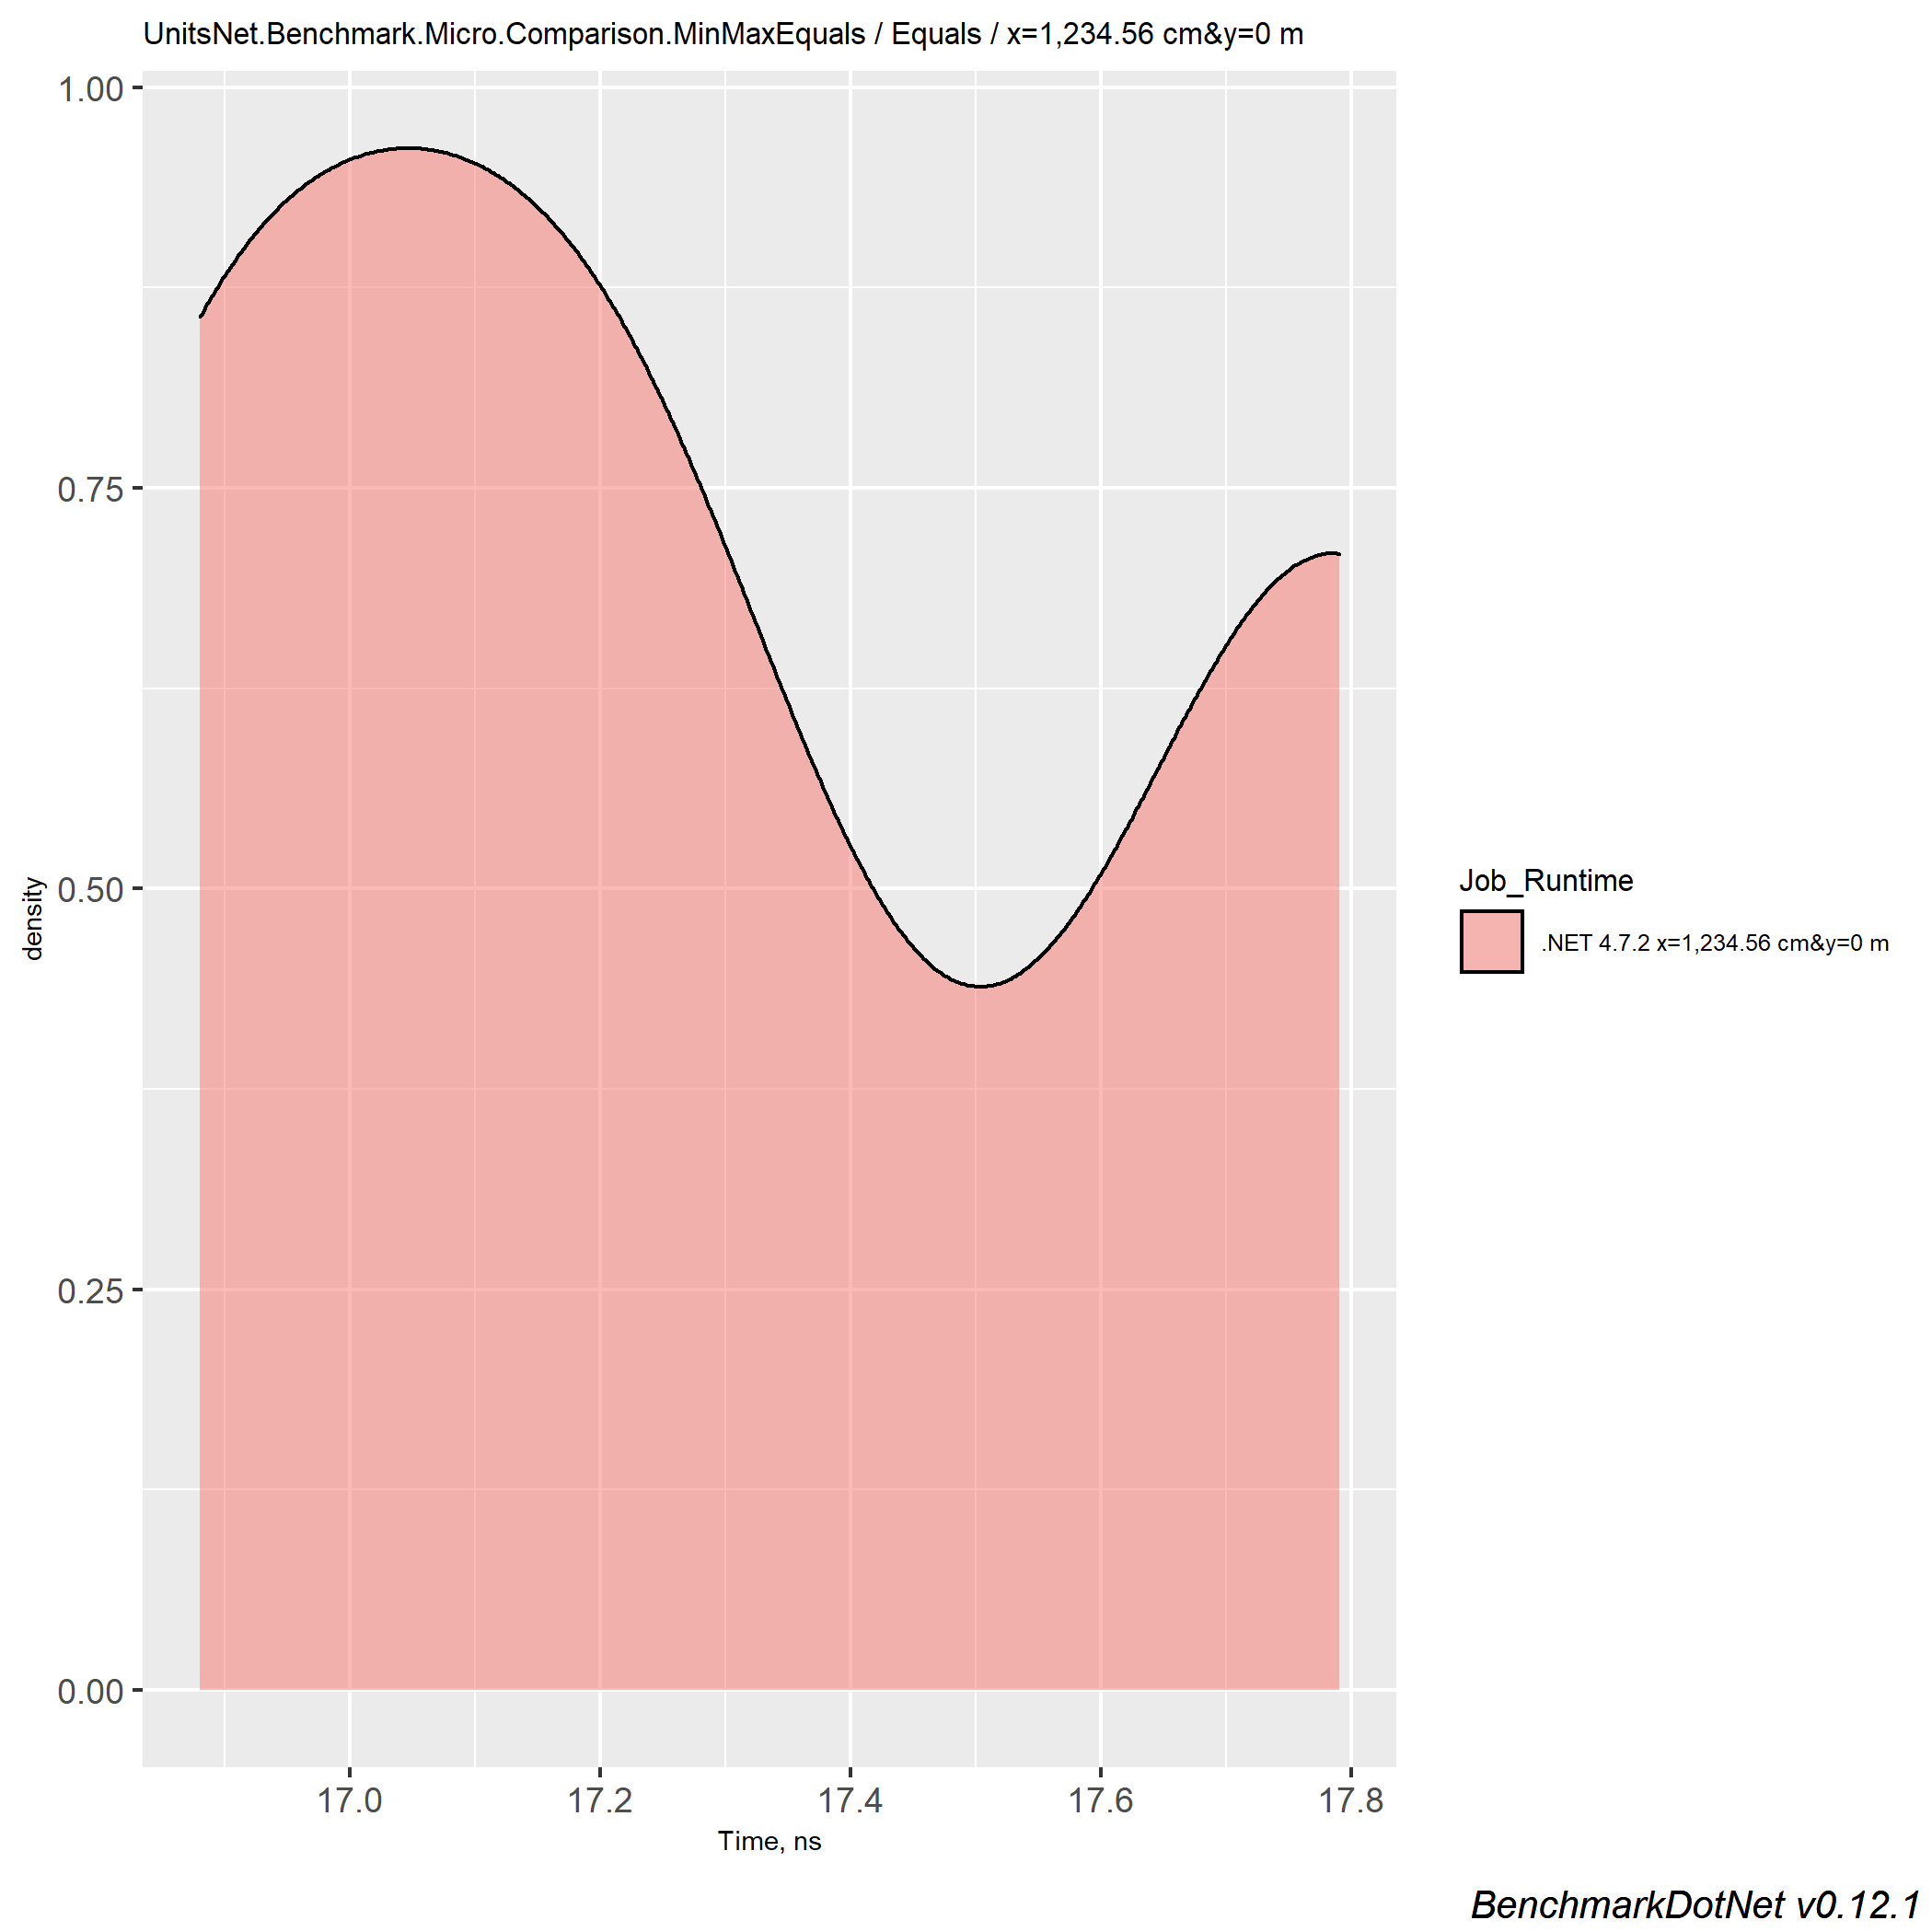 UnitsNet.Benchmark.Micro.Comparison.MinMaxEquals / Equals / x=1,234.56 cm&y=0 m
1.00
0.75
0.50
0.25
0.00
density
17.0 17.2 17.4 17.6 17.8
Time, ns
Job_Runtime
.NET 4.7.2 x=1,234.56 cm&y=0 m
BenchmarkDotNet v0.12.1